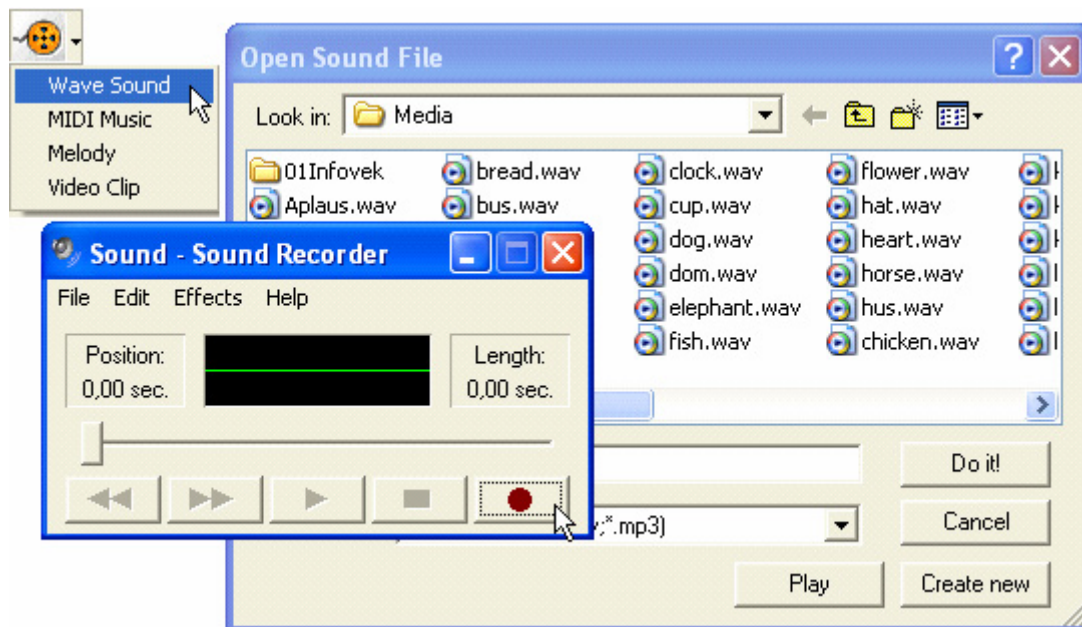 Wave Sound
MIDI Music
Melody
Video Clip
Open Sound File
Look in: Media
01Infovek bread.wav clock.wav flower.wav
Aplaus.wav bus.wav cup.wav hat.wav
dog.wav heart.wav
dom.wav horse.wav
elephant.wav hus.wav
fish.wav chicken.wav
Sound - Sound Recorder
File Edit Effects Help
Position: Length:
0,00 sec. 0,00 sec.
Do it!
;*.mp3) Cancel
Play Create new